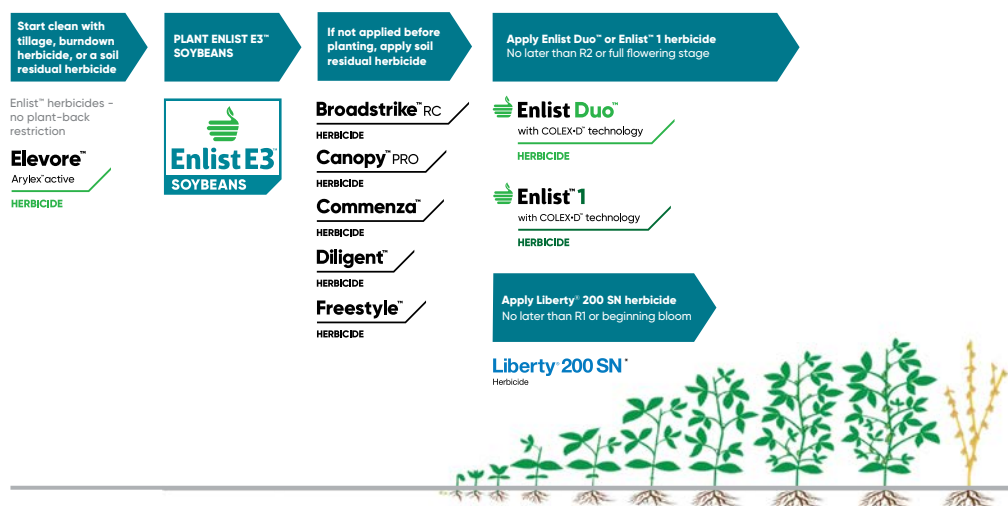 Start clean with
tillage, burndown
herbicide, or a soil
residual herbicide
Enlist™ herbicides -
no plant-back
restriction
Elevore™
Arylex™active
HERBICIDE
PLANT ENLIST E3™
SOYBEANS
Enlist E3™
SOYBEANS
If not applied before
planting, apply soil
residual herbicide
Broadstrike™ RC
HERBICIDE
Canopy™ PRO
HERBICIDE
Commenza™
HERBICIDE
Diligent™
HERBICIDE
Freestyle™
HERBICIDE
Apply Enlist Duo™ or Enlist™ 1 herbicide
No later than R2 or full flowering stage
Enlist Duo™
with COLEX•D™ technology
HERBICIDE
Enlist™ 1
with COLEX•D™ technology
HERBICIDE
Apply Liberty® 200 SN herbicide
No later than R1 or beginning bloom
Liberty® 200 SN *
Herbicide